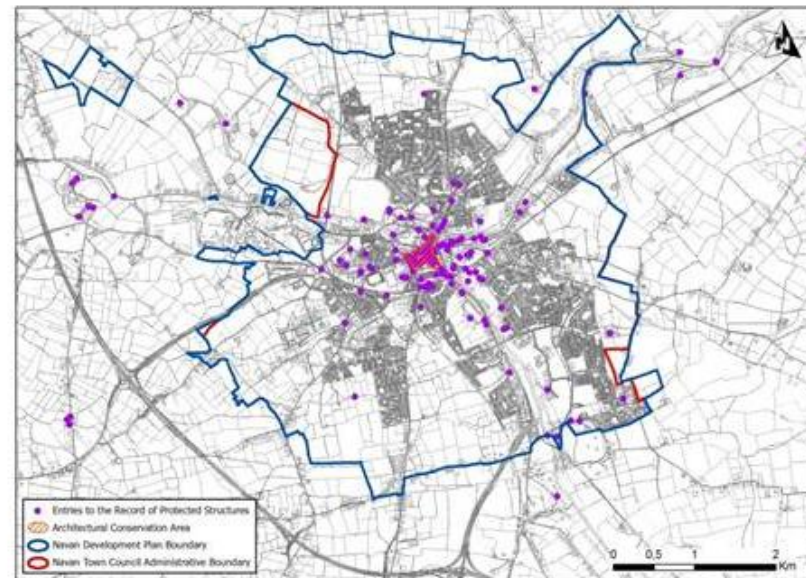 N
Entries to the Record of Protected Structures
Architectural Conservation Area
Navan Development Plan Boundary
Navan Town Council Administrative Boundary
0 0.5 1 2
Km